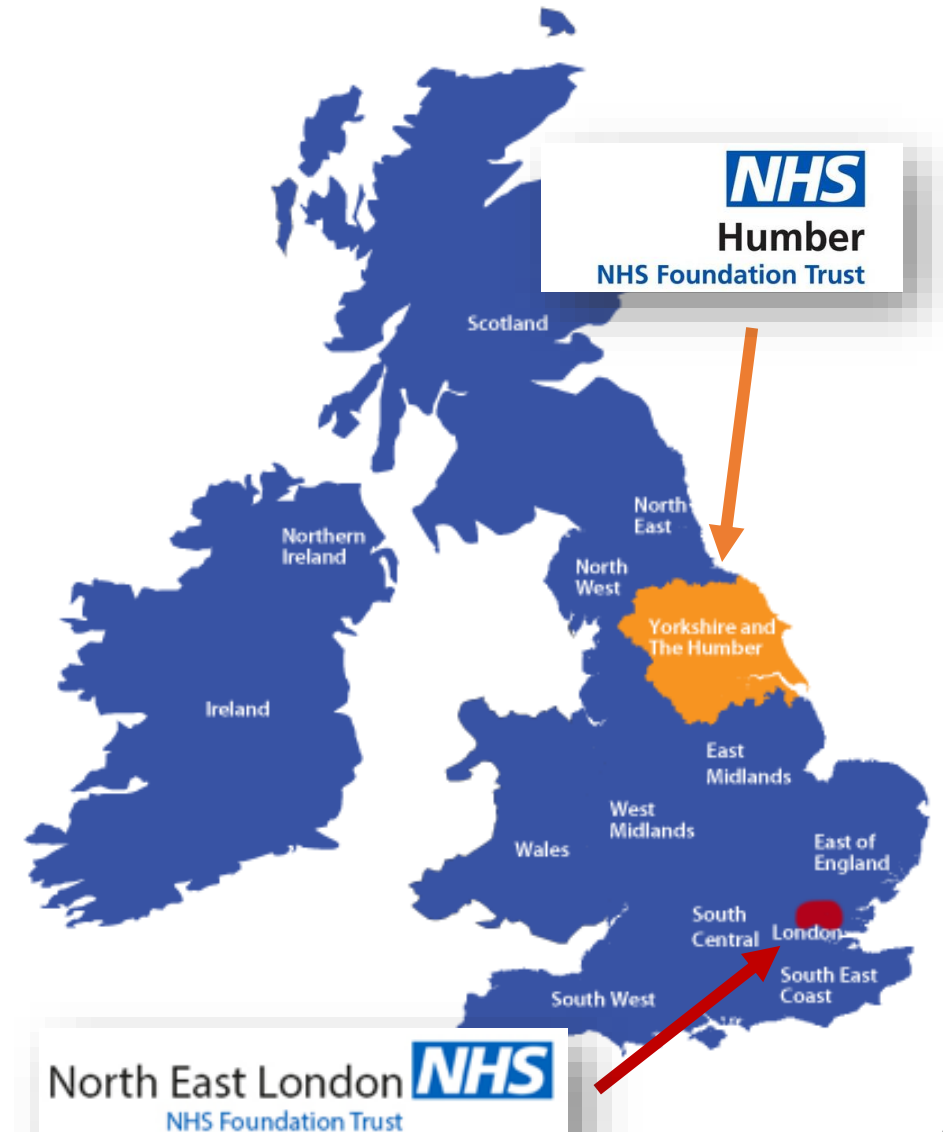 NHS
Humber
NHS Foundation Trust
Scotland
North
East
Northern
Ireland
North
West
Yorkshire and
The Humber
Ireland
East
Midlands
West
Midlands
Wales
East of
England
South
Central
London
South East
Coast
South West
North East London NHS
NHS Foundation Trust